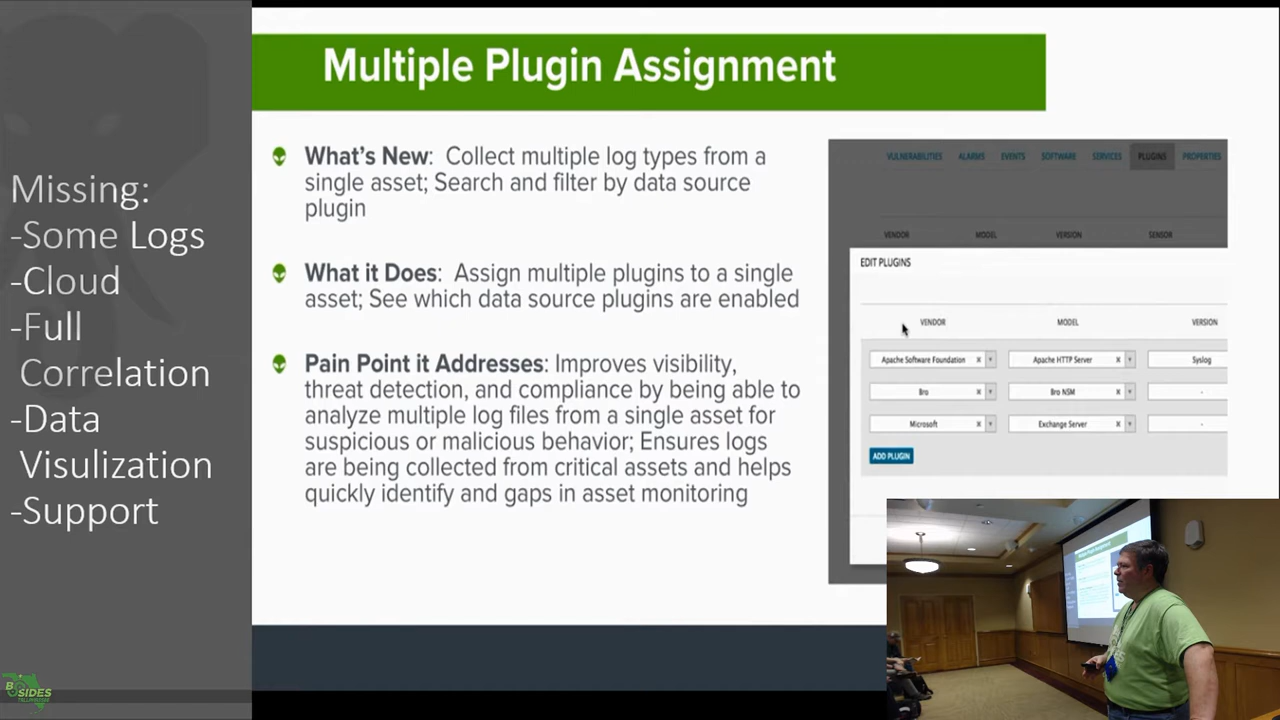 Missing:
-Some Logs
-Cloud
-Full
Correlation
-Data
Visulization
-Support
Multiple Plugin Assignment
What's New: Collect multiple log types from a
single asset; Search and filter by data source
plugin
What it Does: Assign multiple plugins to a single
asset; See which data source plugins are enabled
Pain Point it Addresses: Improves visibility,
threat detection, and compliance by being able to
analyze multiple log files from a single asset for
suspicious or malicious behavior; Ensures logs
are being collected from critical assets and helps
quickly identify and gaps in asset monitoring
VULNERABILITIES ALARMS EVENTS SOFTWARE SERVICES PLUGINS PROPERTIES
VENDOR MODEL VERSION SENSOR
EDIT PLUGINS
VENDOR MODEL VERSION
Apache Software Foundation x Apache HTTP Server x Syslog
Bro x Bro NSM x -
Microsoft x Exchange Server x -
ADD PLUGIN
Multiple Plugin Assignment
BSIDES
TALLAHASSEE